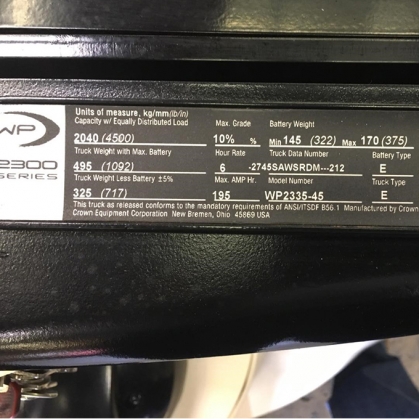 Units of measure, kg/mm(lb/in)
Capacity w/ Equally Distributed Load Max. Grade Battery Weight
2040 (4500) 10% % Min 145 (322) Max 170 (375)
Truck Weight with Max. Battery Hour Rate Truck Data Number Battery Type
495 (1092) 6 -2745SAWSRDM---212 E
Truck Weight Less Battery ±5% Max. AMP Hr. Model Number Truck Type
325 (717) 195 WP2335-45 E
This truck as released conforms to the mandatory requirements of ANSI/ITSDF B56.1 Manufactured by Crown
Crown Equipment Corporation New Bremen, Ohio 45869 USA
WP
2300
SERIES